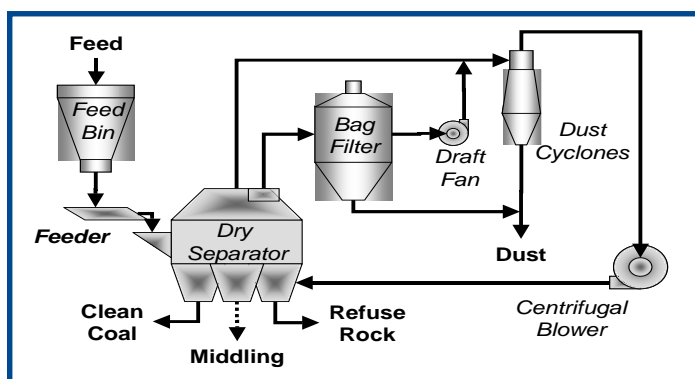 Feed
Feed
Bin
Feeder
Dry
Separator
Clean
Coal
Middling
Refuse
Rock
Bag
Filter
Draft
Fan
Dust
Cyclones
Dust
Centrifugal
Blower